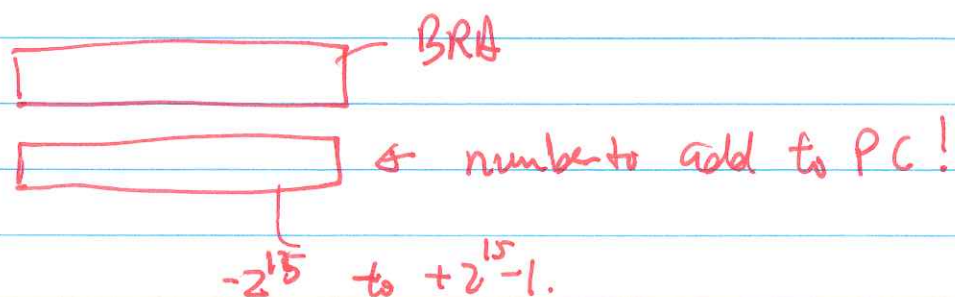 BRA
← number to add to PC!
-2^15 to +2^15-1.